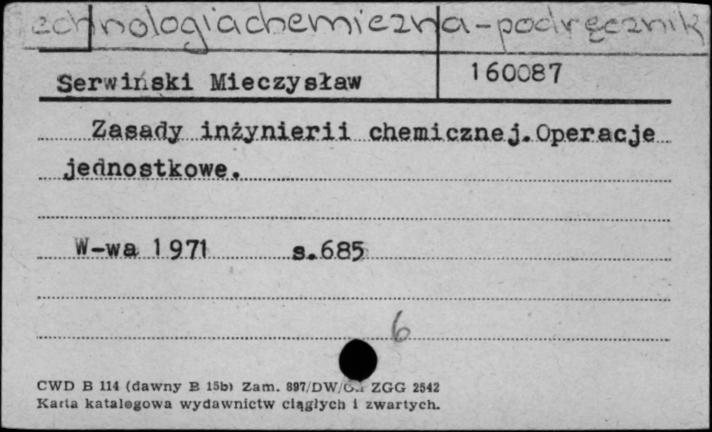 echnologia chemiczna - podręcznik
Serwiński Mieczysław 160087
Zasady inżynierii chemicznej. Operacje
jednostkowe.
W-wa 1971 s.685
6
CWD B 114 (dawny B 15b) Zam. 897/DW/ ZGG 2542
Karta katalogowa wydawnictw ciągłych i zwartych.